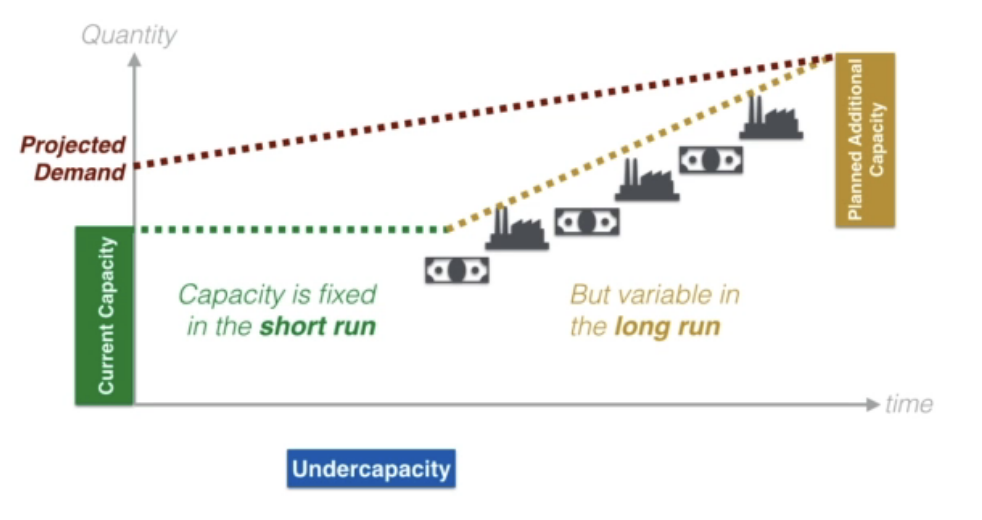 Quantity
Projected
Demand
Current Capacity
Capacity is fixed
in the short run
But variable in
the long run
Planned Additional
Capacity
time
Undercapacity